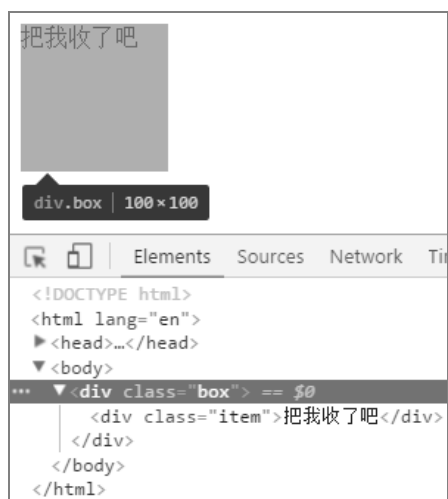 把我收了吧
div.box | 100×100
Elements Sources Network Tir
<!DOCTYPE html>
<html lang="en">
▶<head>…</head>
▼<body>
••• ▼<div class="box"> == $0
<div class="item">把我收了吧</div>
</div>
</body>
</html>